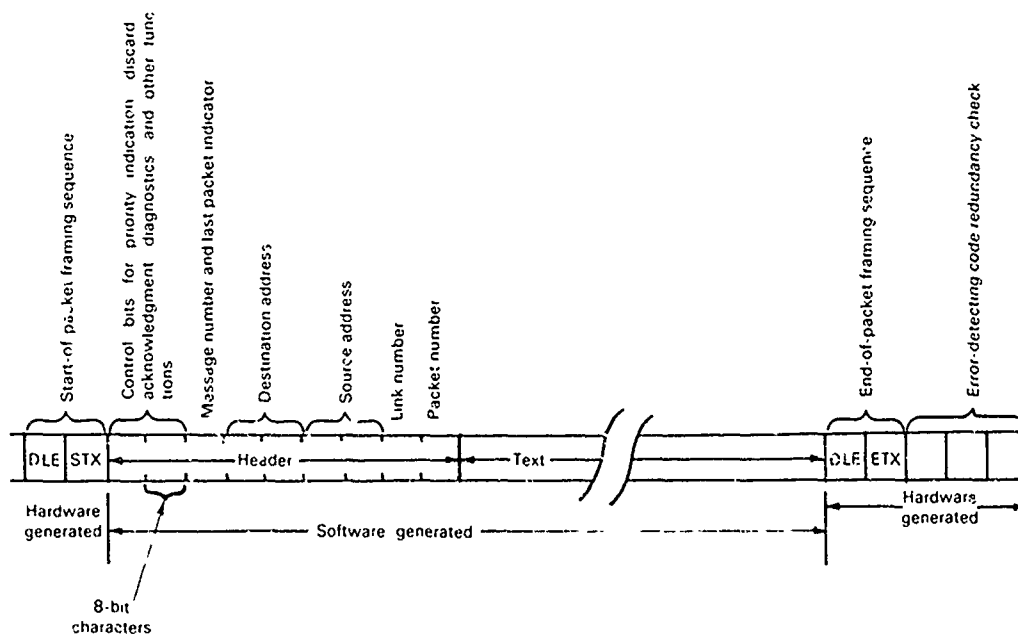 Start-of packet framing sequence
Control bits for priority indication discard
acknowledgment diagnostics and other func
tions
Message number and last packet indicator
Destination address
Source address
Link number
Packet number
End-of-packet framing sequence
Error-detecting code redundancy check
DLE STX Header Text DLE ETX
Hardware
generated
Software generated
Hardware
generated
8-bit
characters